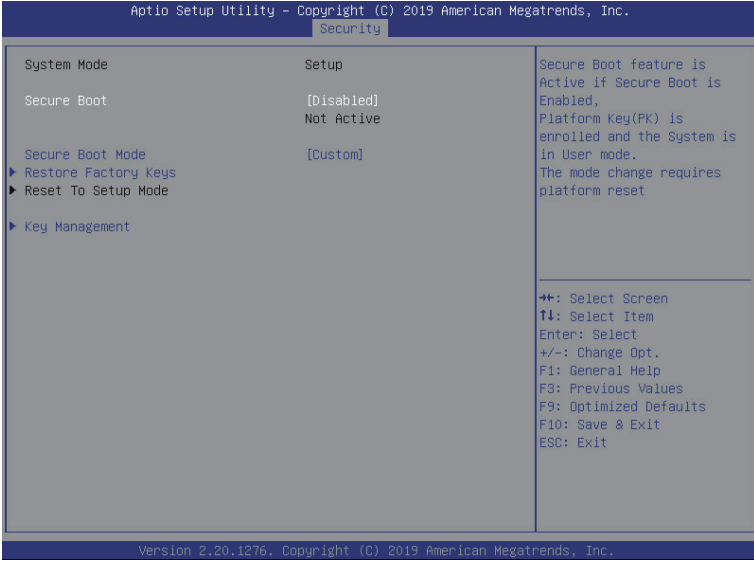 Aptio Setup Utility – Copyright (C) 2019 American Megatrends, Inc.
Security
System Mode Setup
Secure Boot [Disabled]
Not Active
Secure Boot Mode [Custom]
▶ Restore Factory Keys
▶ Reset To Setup Mode
▶ Key Management
Secure Boot feature is
Active if Secure Boot is
Enabled,
Platform Key(PK) is
enrolled and the System is
in User mode.
The mode change requires
platform reset
→←: Select Screen
↑↓: Select Item
Enter: Select
+/-: Change Opt.
F1: General Help
F3: Previous Values
F9: Optimized Defaults
F10: Save & Exit
ESC: Exit
Version 2.20.1276. Copyright (C) 2019 American Megatrends, Inc.